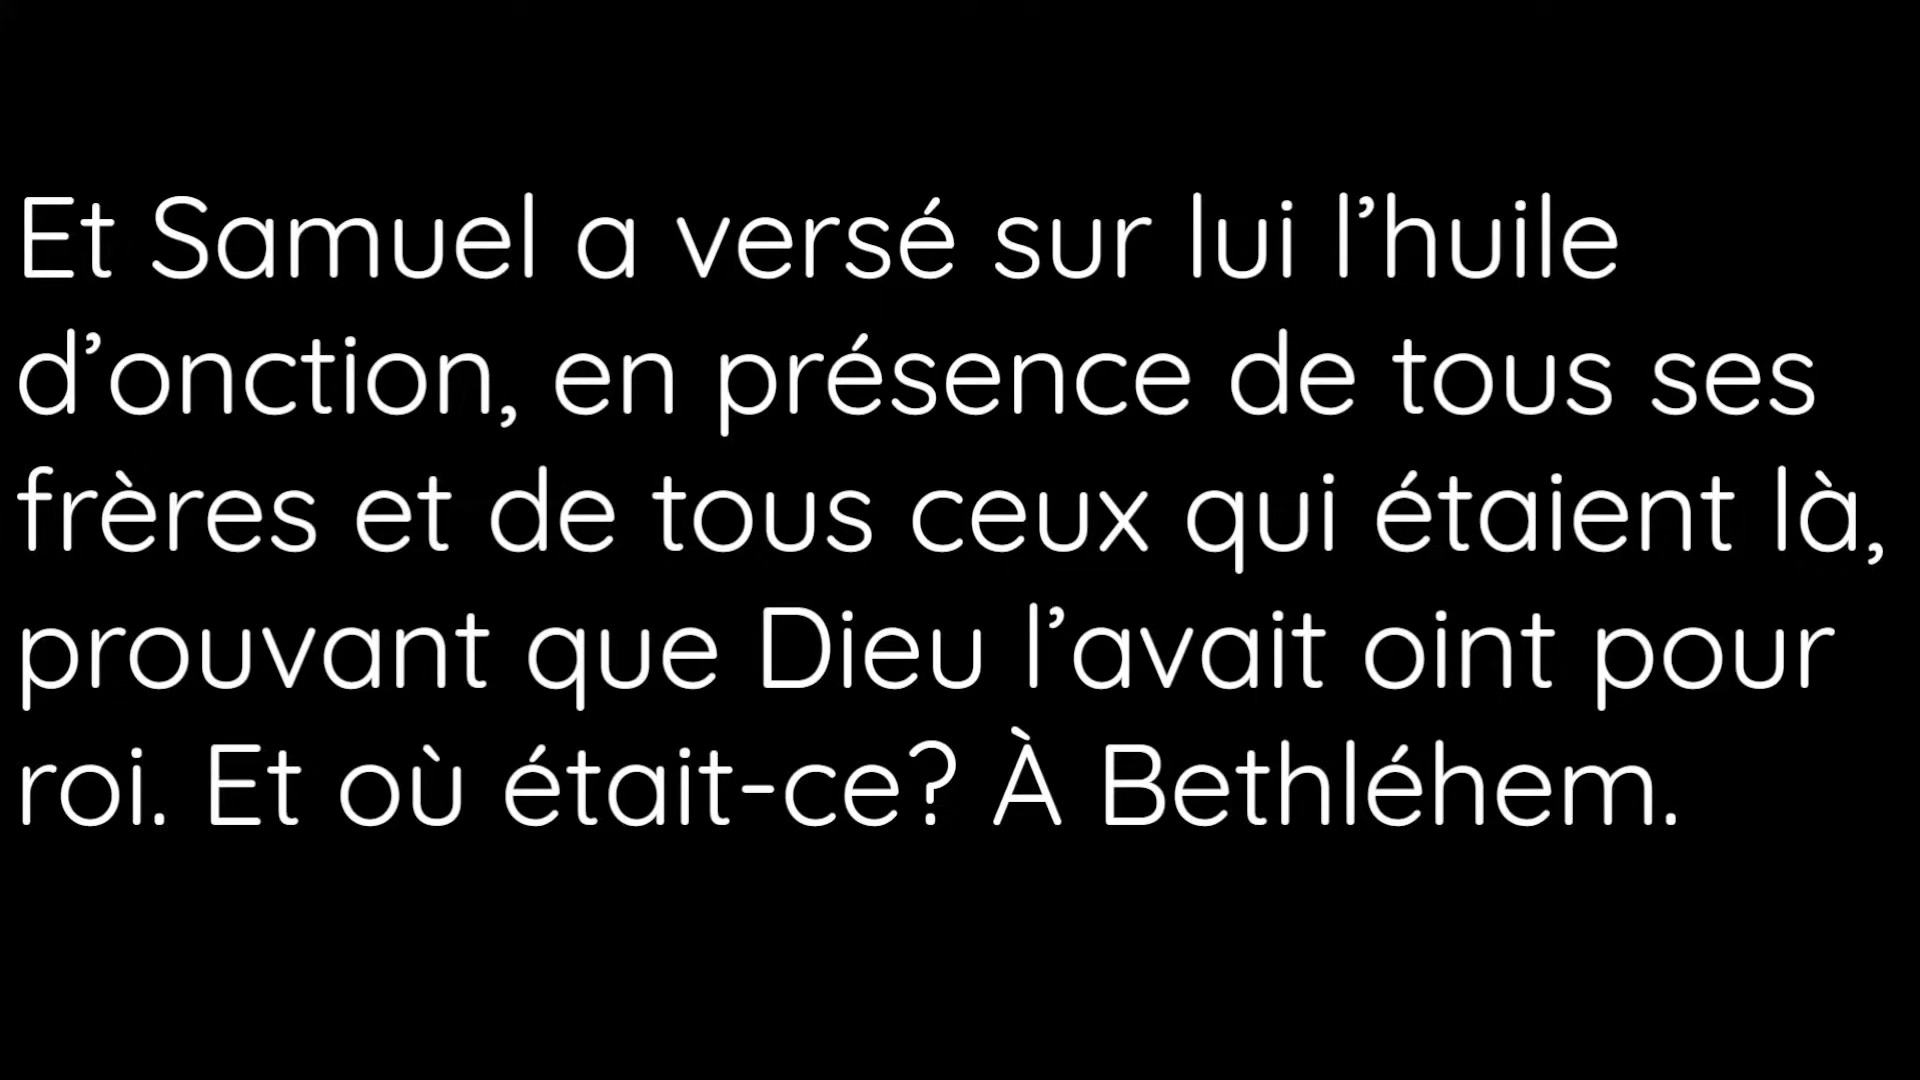 Et Samuel a versé sur lui l’huile
d’onction, en présence de tous ses
frères et de tous ceux qui étaient là,
prouvant que Dieu l’avait oint pour
roi. Et où était-ce? À Bethléhem.